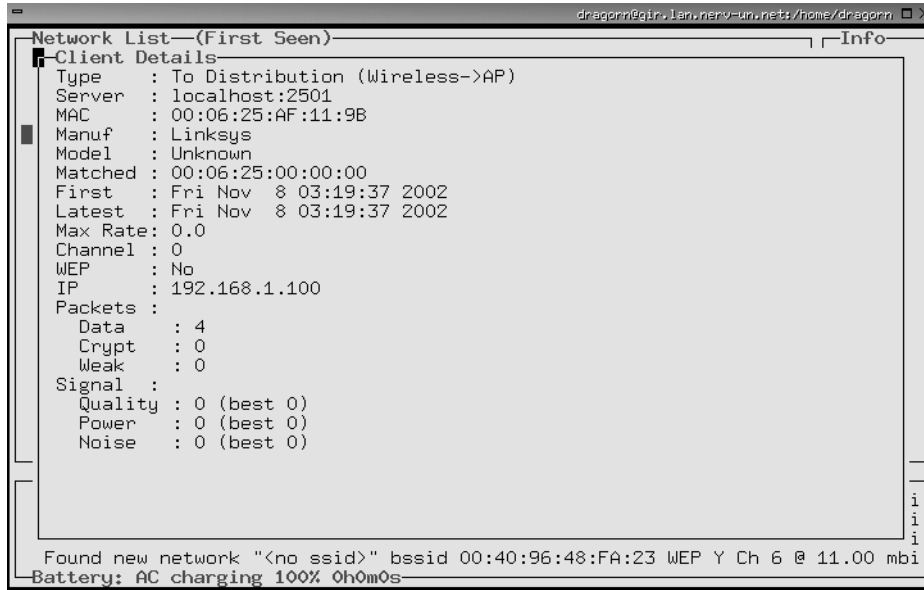 dragorn@gir.lan.nerv-un.net:/home/dragorn
Network List—(First Seen) Info
Client Details
Type : To Distribution (Wireless->AP)
Server : localhost:2501
MAC : 00:06:25:AF:11:9B
Manuf : Linksys
Model : Unknown
Matched : 00:06:25:00:00:00
First : Fri Nov 8 03:19:37 2002
Latest : Fri Nov 8 03:19:37 2002
Max Rate: 0.0
Channel : 0
WEP : No
IP : 192.168.1.100
Packets :
Data : 4
Crypt : 0
Weak : 0
Signal :
Quality : 0 (best 0)
Power : 0 (best 0)
Noise : 0 (best 0)
i
i
i
Found new network "<no ssid>" bssid 00:40:96:48:FA:23 WEP Y Ch 6 @ 11.00 mbi
Battery: AC charging 100% 0h0m0s